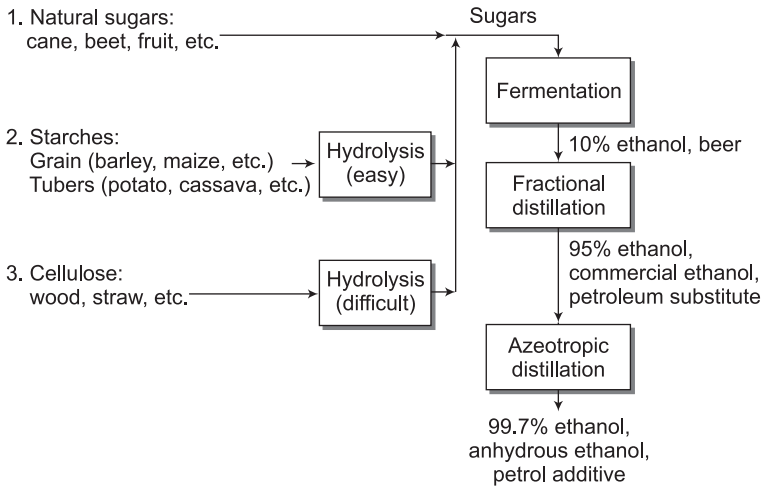 1. Natural sugars:
cane, beet, fruit, etc.
Sugars
Fermentation
10% ethanol, beer
2. Starches:
Grain (barley, maize, etc.)
Tubers (potato, cassava, etc.)
Hydrolysis
(easy)
Fractional
distillation
95% ethanol,
commercial ethanol,
petroleum substitute
3. Cellulose:
wood, straw, etc.
Hydrolysis
(difficult)
Azeotropic
distillation
99.7% ethanol,
anhydrous ethanol,
petrol additive